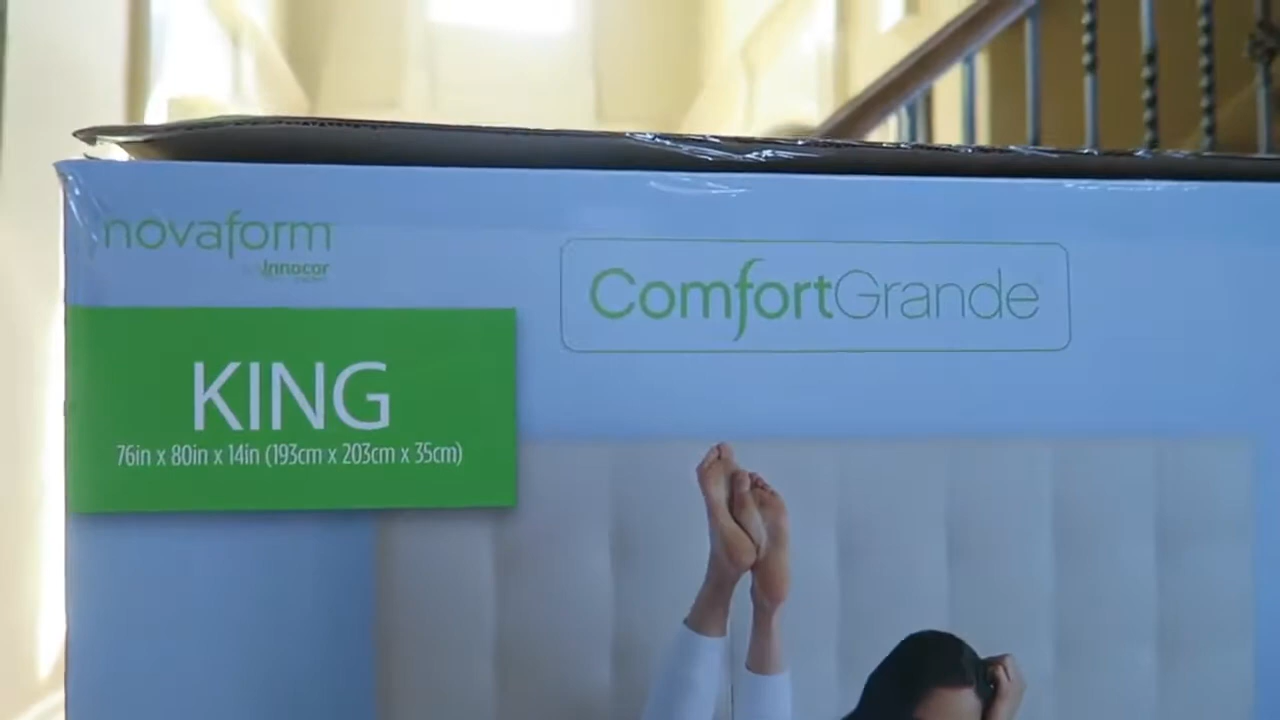 novaform
Innocor
ComfortGrande
KING
76in x 80in x 14in (193cm x 203cm x 35cm)